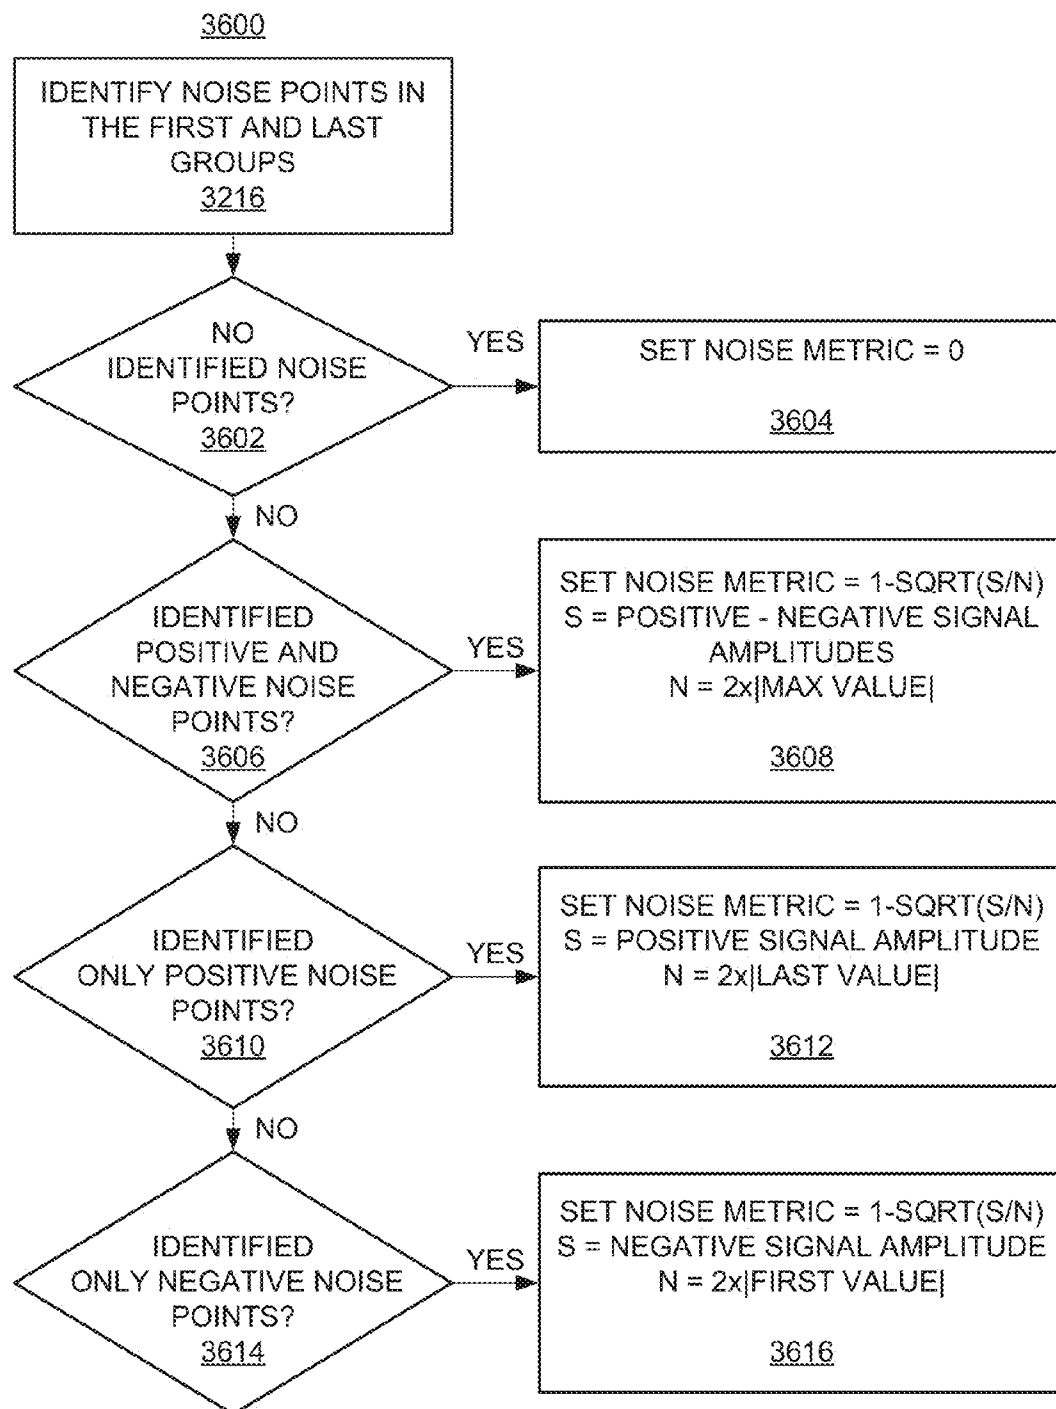 3600
IDENTIFY NOISE POINTS IN
THE FIRST AND LAST
GROUPS
3216
NO
IDENTIFIED NOISE
POINTS?
3602
YES
SET NOISE METRIC = 0
3604
NO
IDENTIFIED
POSITIVE AND
NEGATIVE NOISE
POINTS?
3606
YES
SET NOISE METRIC = 1-SQRT(S/N)
S = POSITIVE - NEGATIVE SIGNAL
AMPLITUDES
N = 2x|MAX VALUE|
3608
NO
IDENTIFIED
ONLY POSITIVE NOISE
POINTS?
3610
YES
SET NOISE METRIC = 1-SQRT(S/N)
S = POSITIVE SIGNAL AMPLITUDE
N = 2x|LAST VALUE|
3612
NO
IDENTIFIED
ONLY NEGATIVE NOISE
POINTS?
3614
YES
SET NOISE METRIC = 1-SQRT(S/N)
S = NEGATIVE SIGNAL AMPLITUDE
N = 2x|FIRST VALUE|
3616